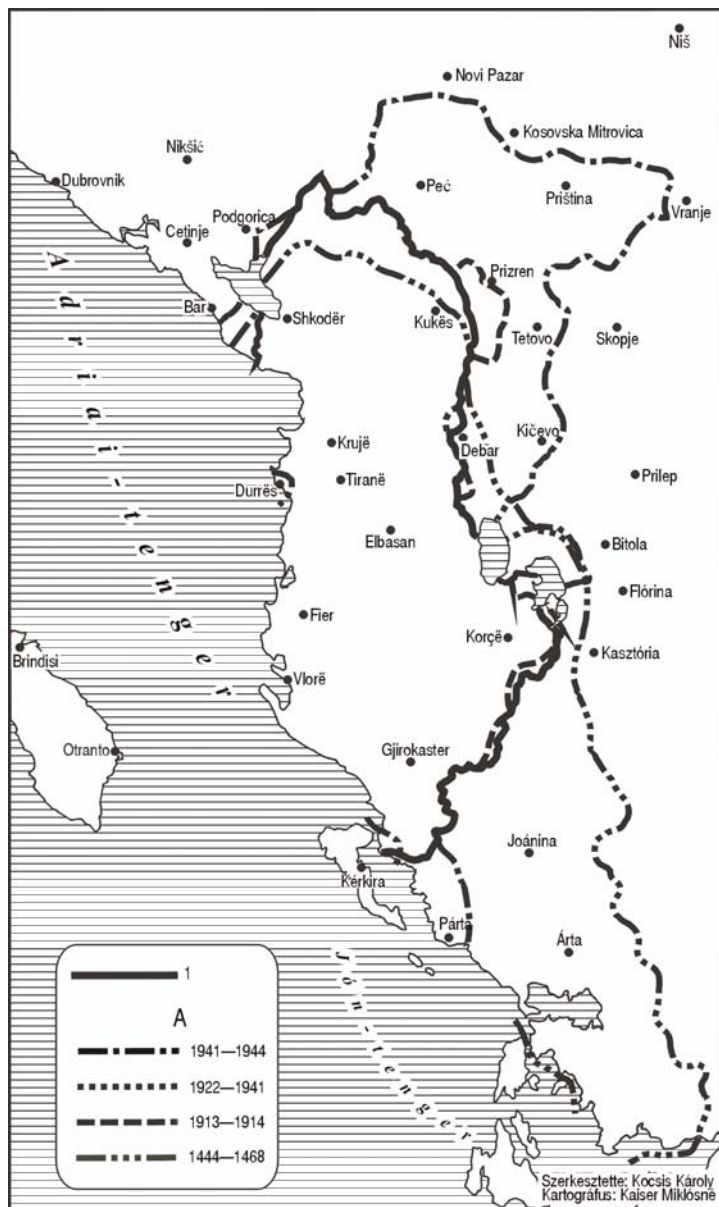 Niš
Novi Pazar
Kosovska Mitrovica
Nikšić
Dubrovnik
Peć
Priština
Vranje
Podgorica
Cetinje
Prizren
Bar
Shkodër
Kukës
Tetovo
Skopje
Adriai-tenger
Krujë
Debar
Kičevo
Tiranë
Prilep
Durrës
Elbasan
Bitola
Flórina
Fier
Korçë
Brindisi
Kasztória
Vlorë
Otranto
Gjirokaster
Joánina
Kérkira
Párta
Árta
Jón-tenger
1
A
1941—1944
1922—1941
1913—1914
1444—1468
Szerkesztette: Kocsis Károly
Kartográfus: Kaiser Miklósné